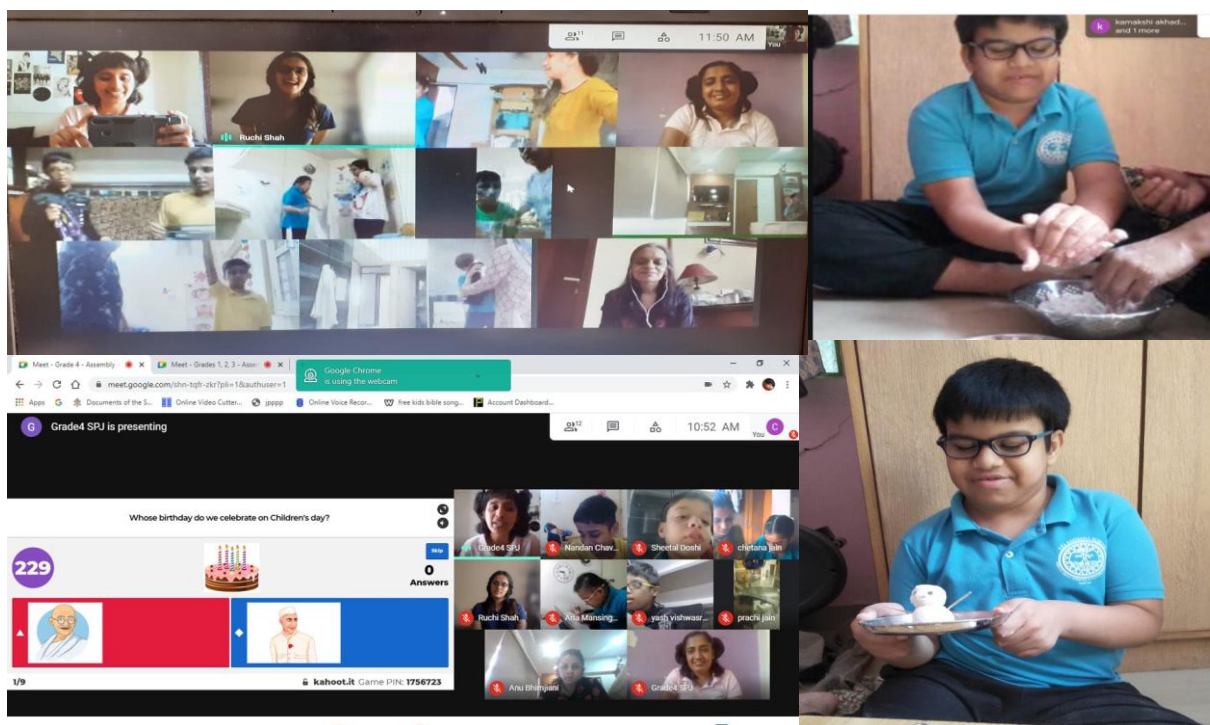 11
11:50 AM
You
Ruchi Shah
k
kamakshi akhad...
and 1 more
Meet - Grade 4 - Assembly
Meet - Grades 1, 2, 3 - Asse
Google Chrome
is using the webcam
meet.google.com/shn-tqfr-zkr?pli=1&authuser=1
Apps
G
Documents of the S...
Online Video Cutter...
jpppp
Online Voice Recor...
free kids bible song...
Account Dashboard...
G
Grade4 SPJ is presenting
12
10:52 AM
You
C
Whose birthday do we celebrate on Children's day?
229
Skip
0
Answers
1/9
kahoot.it Game PIN: 1756723
Grade4 SPJ
Nandan Chav...
Sheetal Doshi
chetana jain
Ruchi Shah
Aria Mansing...
yash vishwasr...
prachi jain
Anu Bhimjiani
Grade4 SPJ